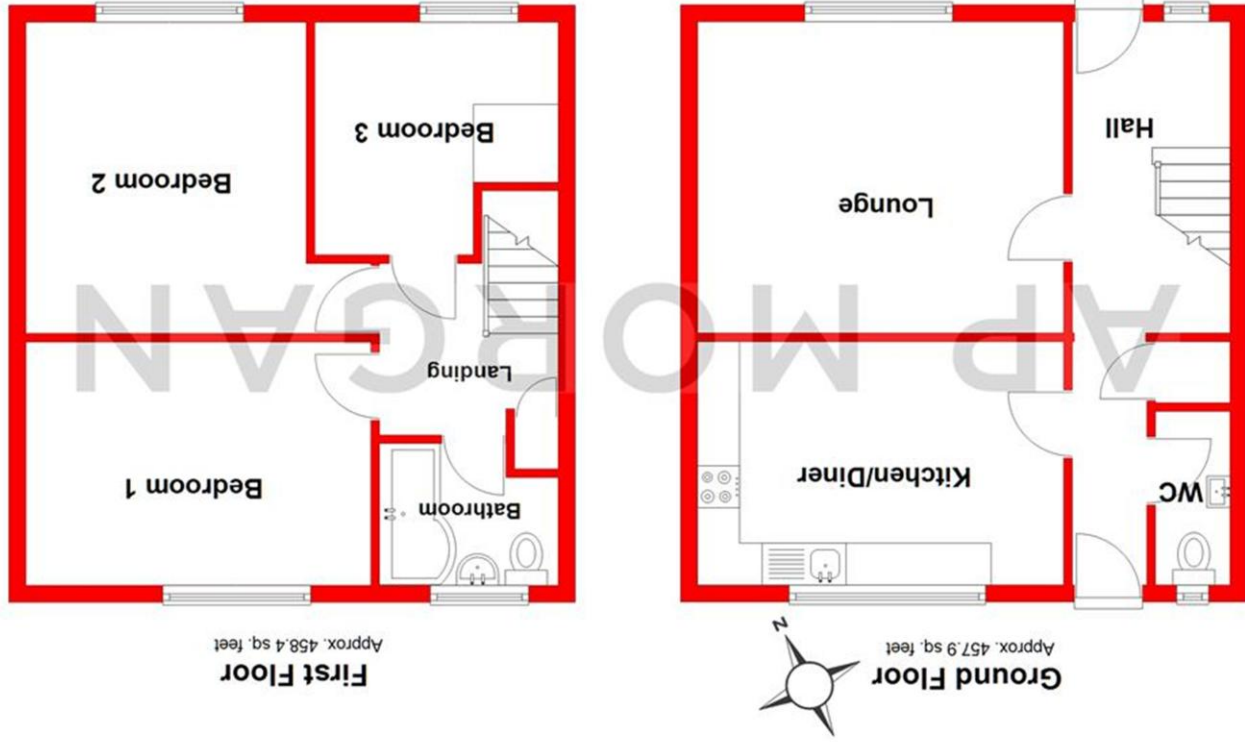 Ground Floor
Approx. 457.9 sq. feet
N
WC
Kitchen/Diner
Lounge
Hall
First Floor
Approx. 458.4 sq. feet
Bathroom
Bedroom 1
Landing
Bedroom 2
Bedroom 3
AP MORGAN